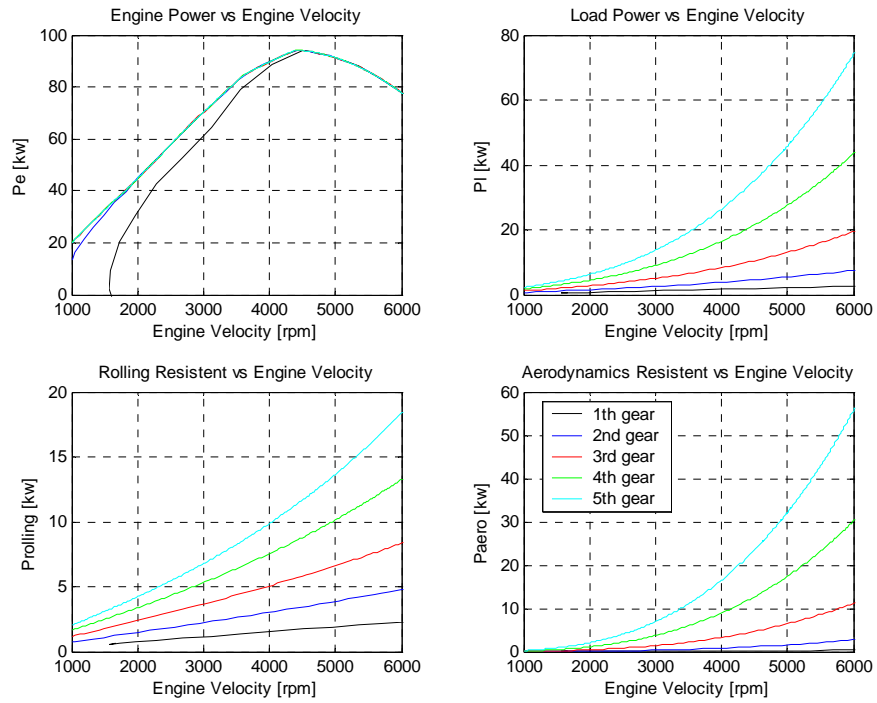 Engine Power vs Engine Velocity
100
80
60
40
20
0
Pe [kw]
1000 2000 3000 4000 5000 6000
Engine Velocity [rpm]
Load Power vs Engine Velocity
80
60
40
20
0
Pl [kw]
1000 2000 3000 4000 5000 6000
Engine Velocity [rpm]
Rolling Resistent vs Engine Velocity
20
15
10
5
0
Prolling [kw]
1000 2000 3000 4000 5000 6000
Engine Velocity [rpm]
Aerodynamics Resistent vs Engine Velocity
60
50
40
30
20
10
0
Paero [kw]
1th gear
2nd gear
3rd gear
4th gear
5th gear
1000 2000 3000 4000 5000 6000
Engine Velocity [rpm]